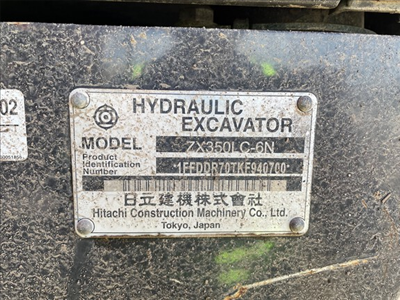 HYDRAULIC
EXCAVATOR
MODEL ZX350LC-6N
Product
Identification
Number 1FFDDR70TKF940700
日立建機株式会社
Hitachi Construction Machinery Co., Ltd.
Tokyo, Japan
02